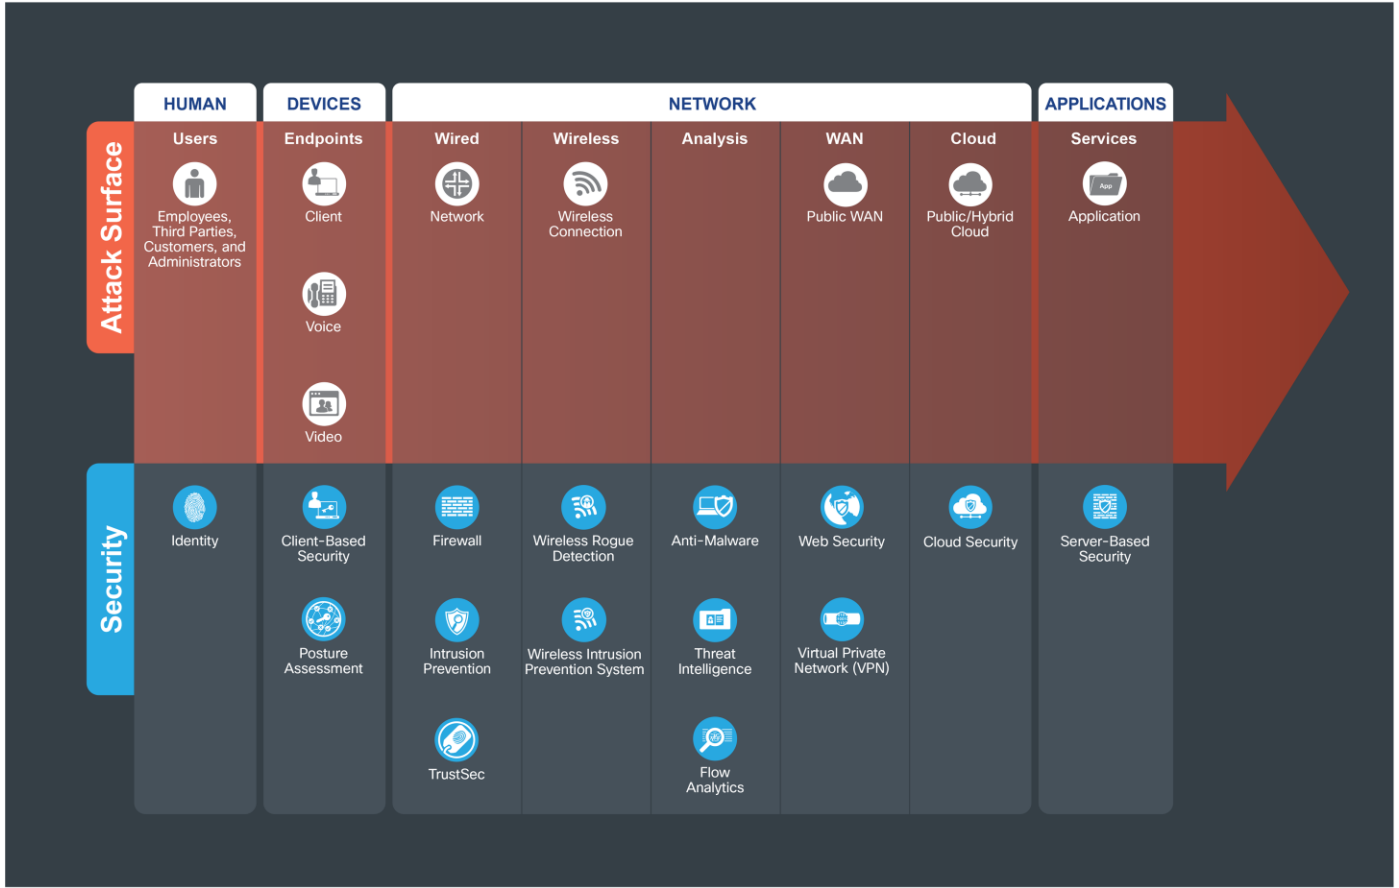 HUMAN
DEVICES
NETWORK
APPLICATIONS
Attack Surface
Users
Endpoints
Wired
Wireless
Analysis
WAN
Cloud
Services
App
Employees,
Third Parties,
Customers, and
Administrators
Client
Network
Wireless
Connection
Public WAN
Public/Hybrid
Cloud
Application
Voice
Video
Security
Identity
Client-Based
Security
Firewall
Wireless Rogue
Detection
Anti-Malware
Web Security
Cloud Security
Server-Based
Security
Posture
Assessment
Intrusion
Prevention
Wireless Intrusion
Prevention System
Threat
Intelligence
Virtual Private
Network (VPN)
TrustSec
Flow
Analytics